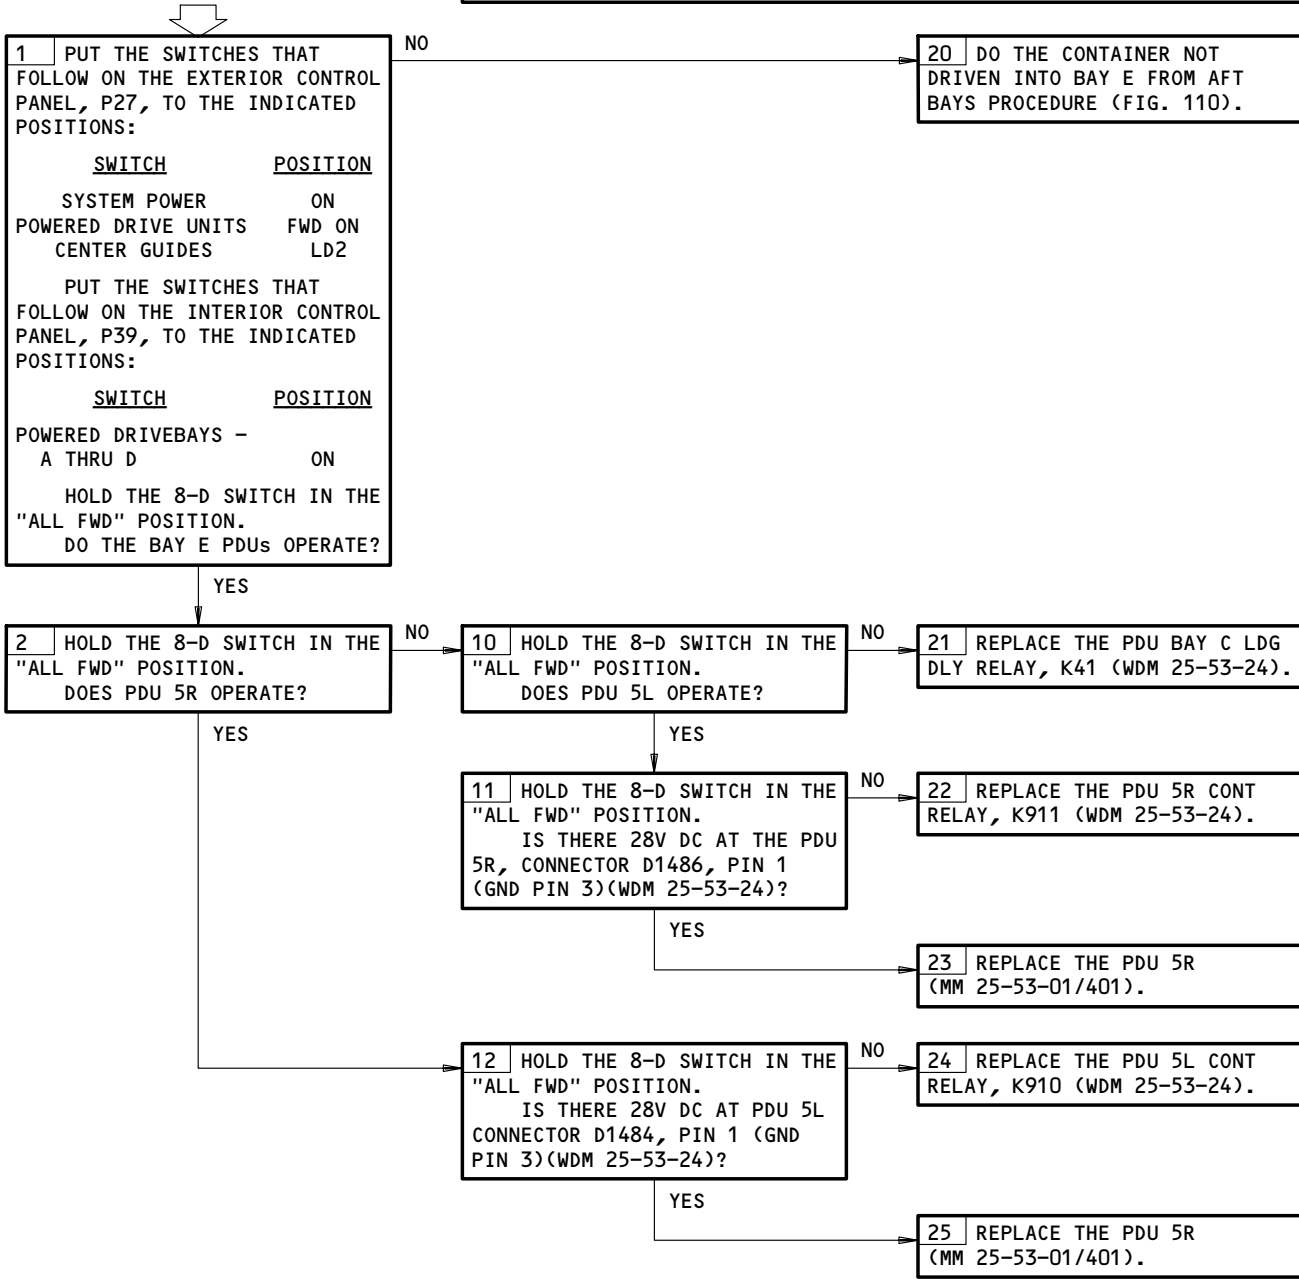 1 PUT THE SWITCHES THAT
FOLLOW ON THE EXTERIOR CONTROL
PANEL, P27, TO THE INDICATED
POSITIONS:
SWITCH POSITION
SYSTEM POWER ON
POWERED DRIVE UNITS FWD ON
CENTER GUIDES LD2
PUT THE SWITCHES THAT
FOLLOW ON THE INTERIOR CONTROL
PANEL, P39, TO THE INDICATED
POSITIONS:
SWITCH POSITION
POWERED DRIVEBAYS –
A THRU D ON
HOLD THE 8-D SWITCH IN THE
"ALL FWD" POSITION.
DO THE BAY E PDUs OPERATE?
NO
20 DO THE CONTAINER NOT
DRIVEN INTO BAY E FROM AFT
BAYS PROCEDURE (FIG. 110).
YES
2 HOLD THE 8-D SWITCH IN THE
"ALL FWD" POSITION.
DOES PDU 5R OPERATE?
NO
10 HOLD THE 8-D SWITCH IN THE
"ALL FWD" POSITION.
DOES PDU 5L OPERATE?
NO
21 REPLACE THE PDU BAY C LDG
DLY RELAY, K41 (WDM 25-53-24).
YES
YES
11 HOLD THE 8-D SWITCH IN THE
"ALL FWD" POSITION.
IS THERE 28V DC AT THE PDU
5R, CONNECTOR D1486, PIN 1
(GND PIN 3)(WDM 25-53-24)?
NO
22 REPLACE THE PDU 5R CONT
RELAY, K911 (WDM 25-53-24).
YES
23 REPLACE THE PDU 5R
(MM 25-53-01/401).
12 HOLD THE 8-D SWITCH IN THE
"ALL FWD" POSITION.
IS THERE 28V DC AT PDU 5L
CONNECTOR D1484, PIN 1 (GND
PIN 3)(WDM 25-53-24)?
NO
24 REPLACE THE PDU 5L CONT
RELAY, K910 (WDM 25-53-24).
YES
25 REPLACE THE PDU 5R
(MM 25-53-01/401).